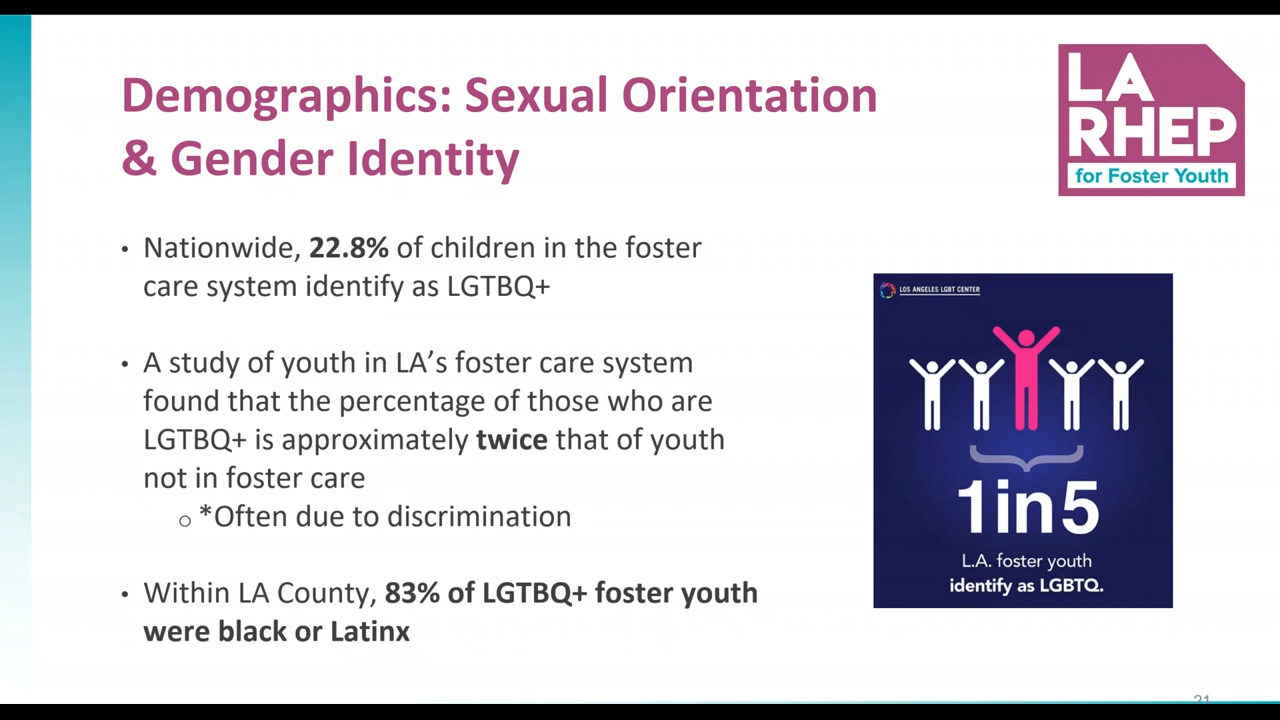 Demographics: Sexual Orientation
& Gender Identity
LA
RHEP
for Foster Youth
• Nationwide, 22.8% of children in the foster
care system identify as LGTBQ+
• A study of youth in LA’s foster care system
found that the percentage of those who are
LGTBQ+ is approximately twice that of youth
not in foster care
o *Often due to discrimination
• Within LA County, 83% of LGTBQ+ foster youth
were black or Latinx
LOS ANGELES LGBT CENTER
1in5
L.A. foster youth
identify as LGBTQ.
21